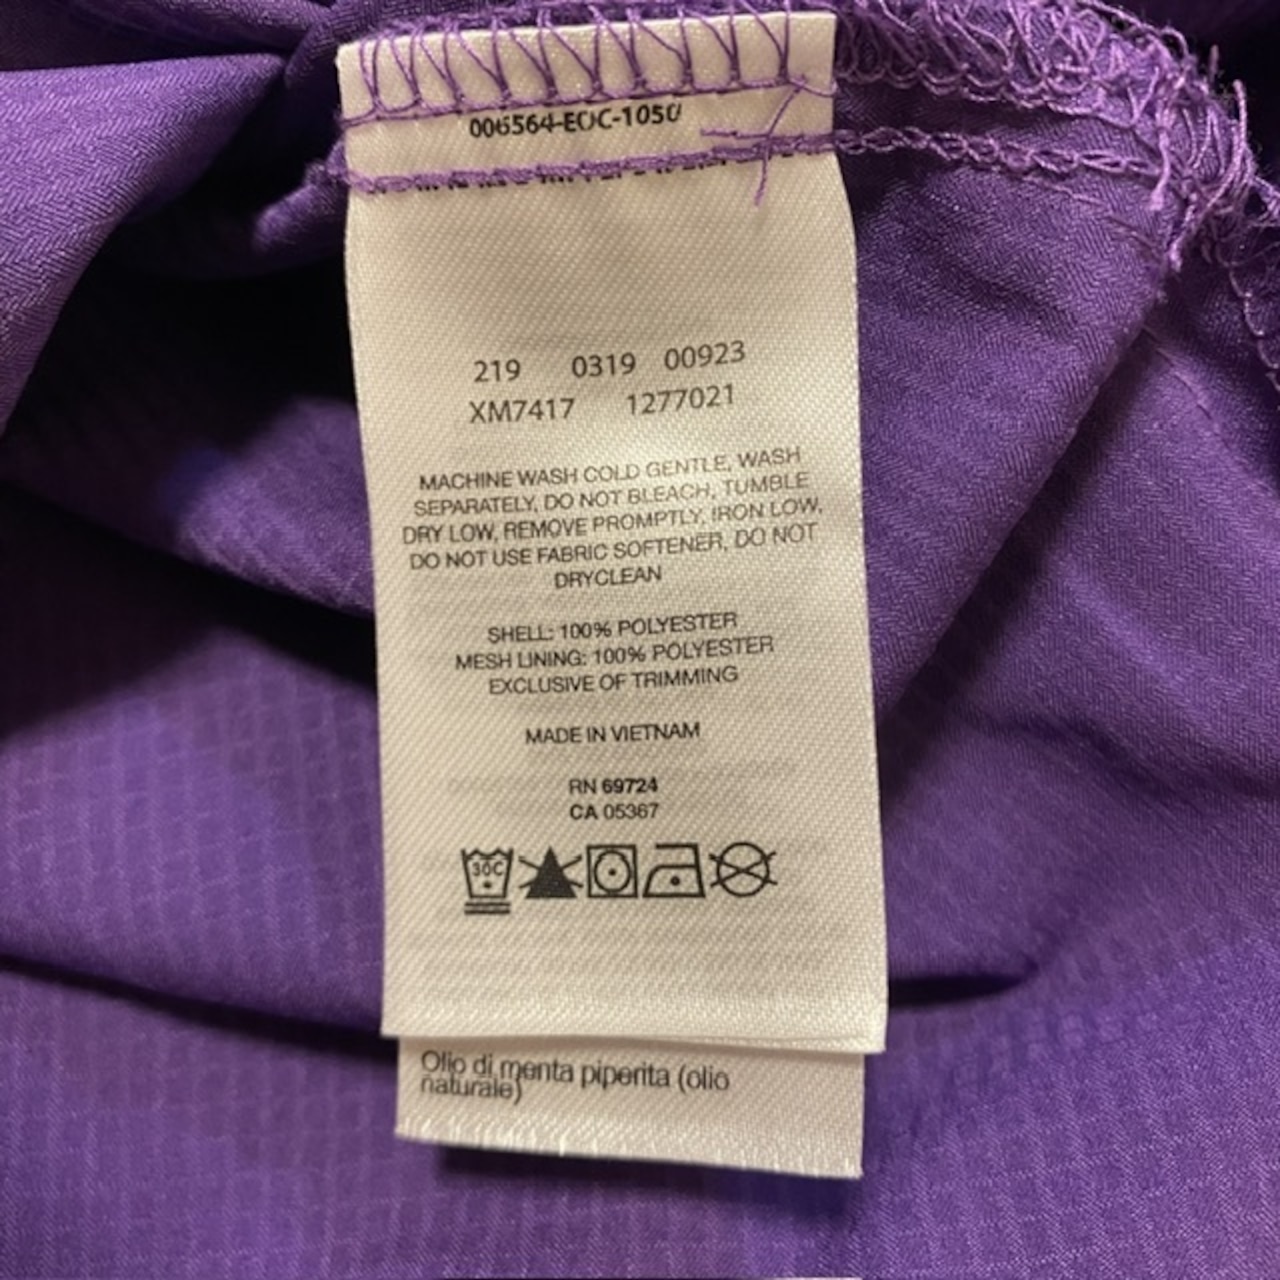 006564-EOC-1050
219 0319 00923
XM7417 1277021
MACHINE WASH COLD GENTLE, WASH
SEPARATELY, DO NOT BLEACH, TUMBLE
DRY LOW, REMOVE PROMPTLY, IRON LOW,
DO NOT USE FABRIC SOFTENER, DO NOT
DRYCLEAN
SHELL: 100% POLYESTER
MESH LINING: 100% POLYESTER
EXCLUSIVE OF TRIMMING
MADE IN VIETNAM
RN 69724
CA 05367
30C
Olio di menta piperita (olio
naturale)